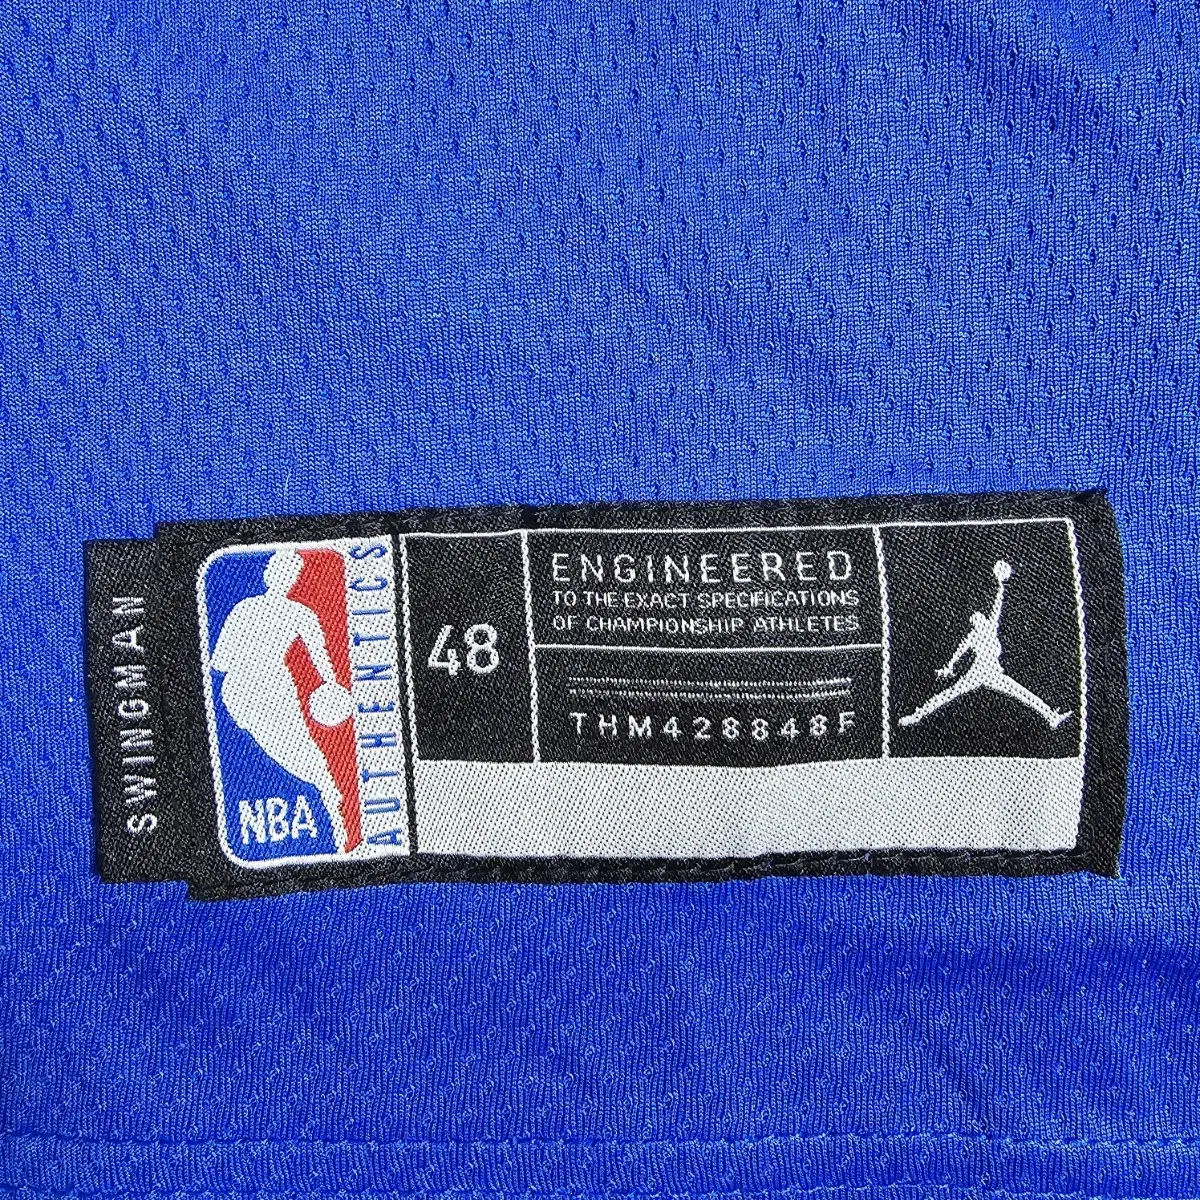 SWINGMAN
NBA
AUTHENTICS
48
ENGINEERED
TO THE EXACT SPECIFICATIONS
OF CHAMPIONSHIP ATHLETES
THM428848F